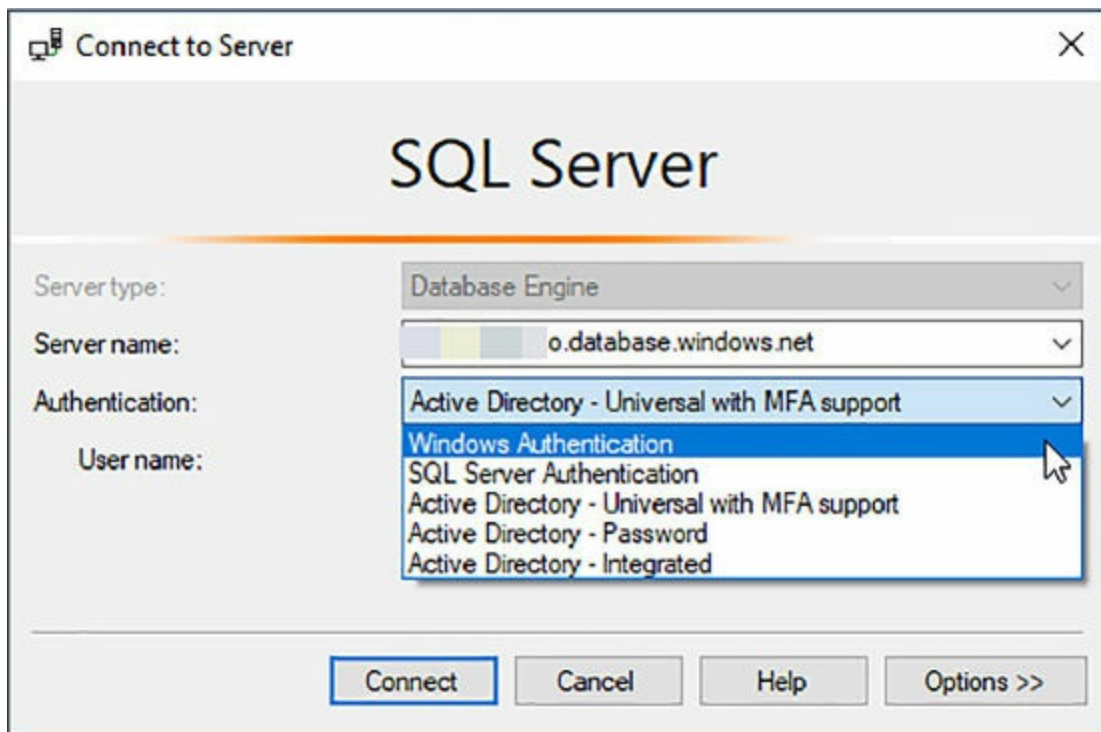 Connect to Server
SQL Server
Server type: Database Engine
Server name: o.database.windows.net
Authentication: Active Directory - Universal with MFA support
Windows Authentication
User name:
SQL Server Authentication
Active Directory - Universal with MFA support
Active Directory - Password
Active Directory - Integrated
Connect Cancel Help Options >>